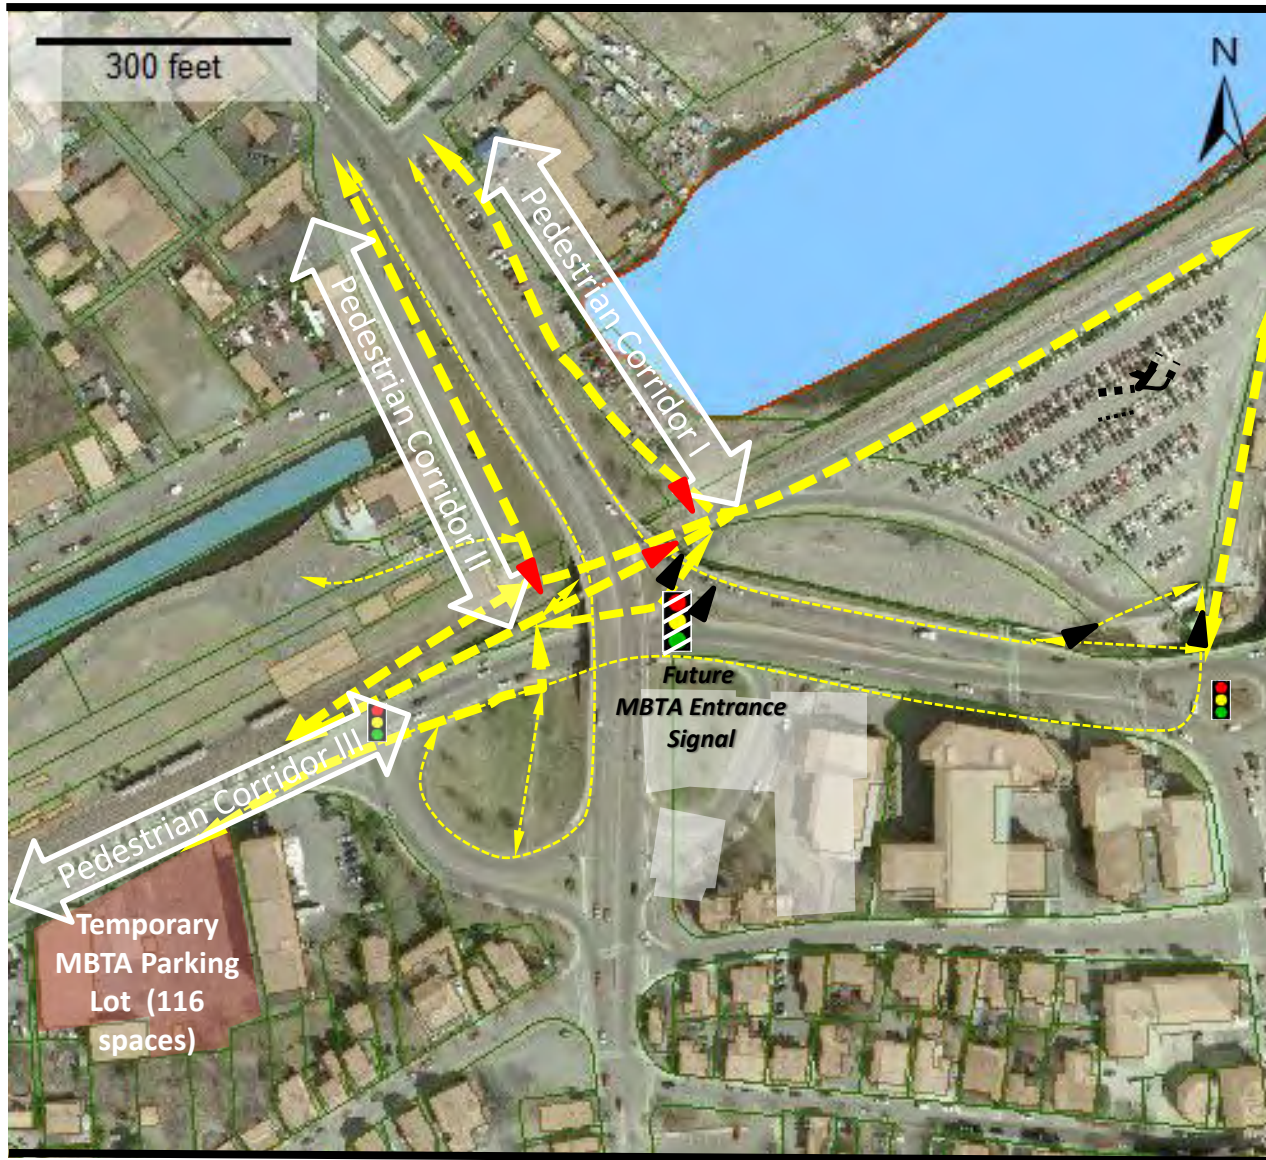 300 feet
N
Pedestrian Corridor I
Pedestrian Corridor II
Future
MBTA Entrance
Signal
Pedestrian Corridor III
Temporary
MBTA Parking
Lot (116
spaces)